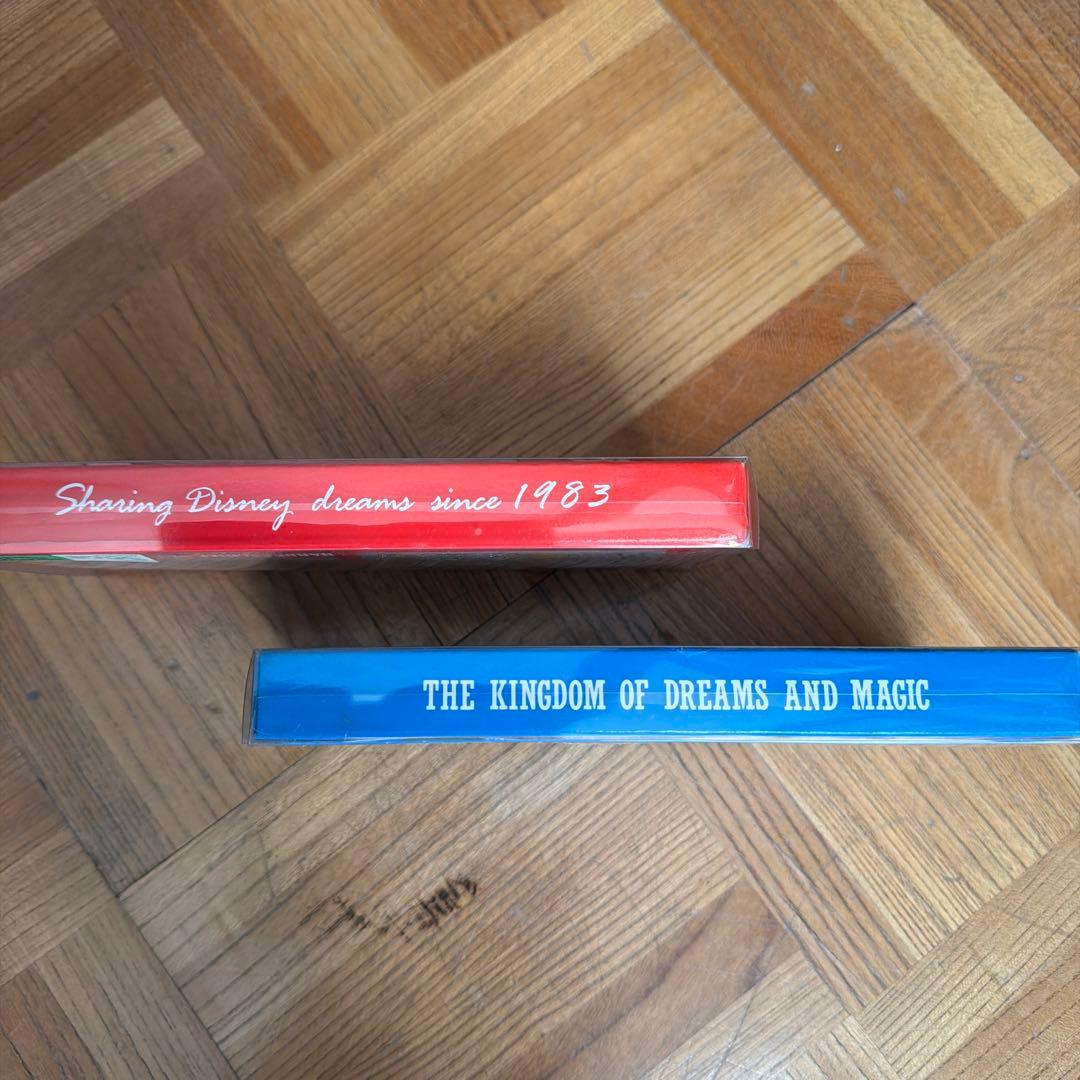 Sharing Disney dreams since 1983
THE KINGDOM OF DREAMS AND MAGIC